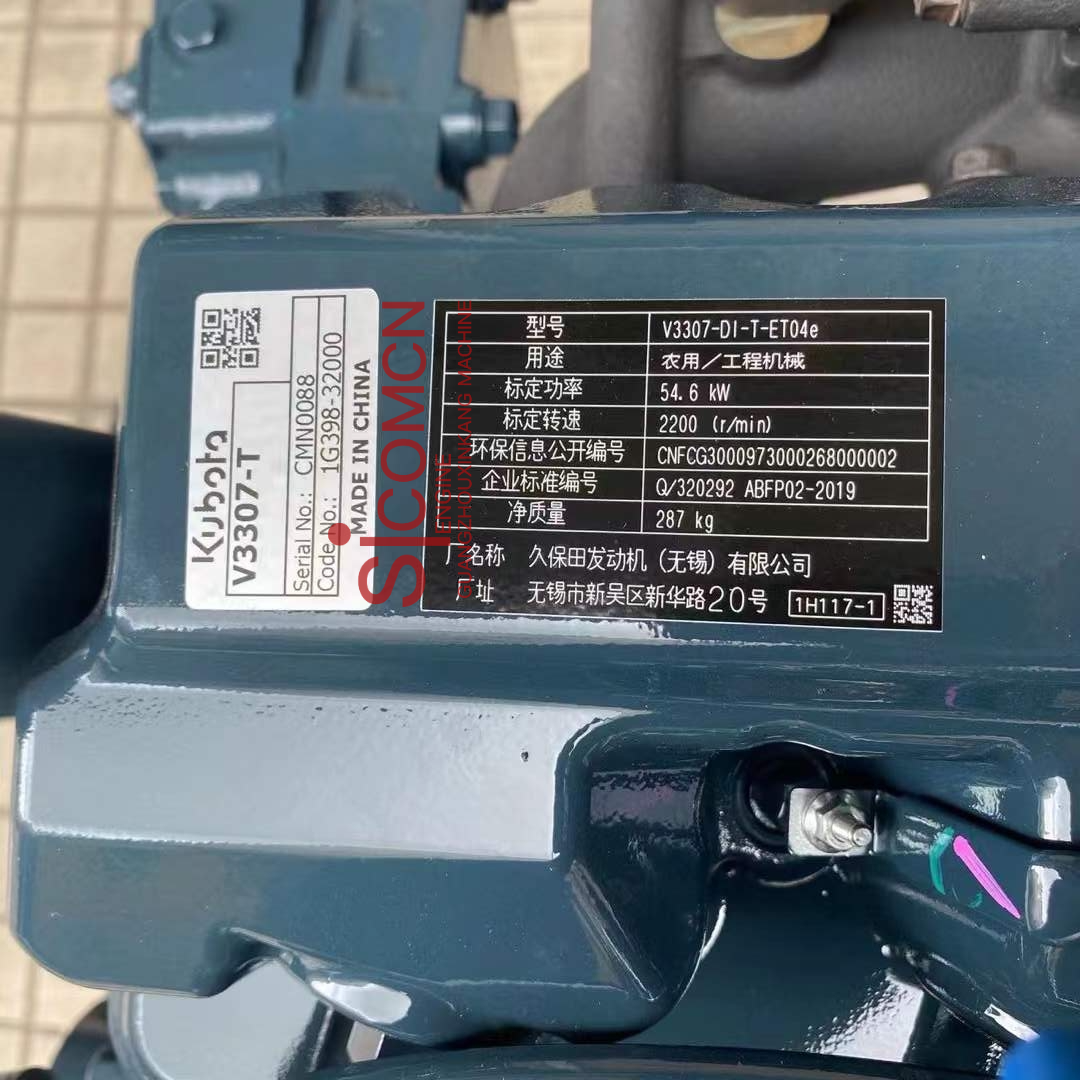 Kubota
V3307-T
Serial No.: CMN0088
Code No.: 1G398-32000
MADE IN CHINA
SicOMCN
ENGINE
GUANGZHOUXINKANG MACHINE
型号 V3307-DI-T-ET04e
用途 农用/工程机械
标定功率 54.6 kW
标定转速 2200 (r/min)
环保信息公开编号 CNFCG3000973000268000002
企业标准编号 Q/320292 ABFP02-2019
净质量 287 kg
厂名称 久保田发动机(无锡)有限公司
厂址 无锡市新吴区新华路20号 1H117-1